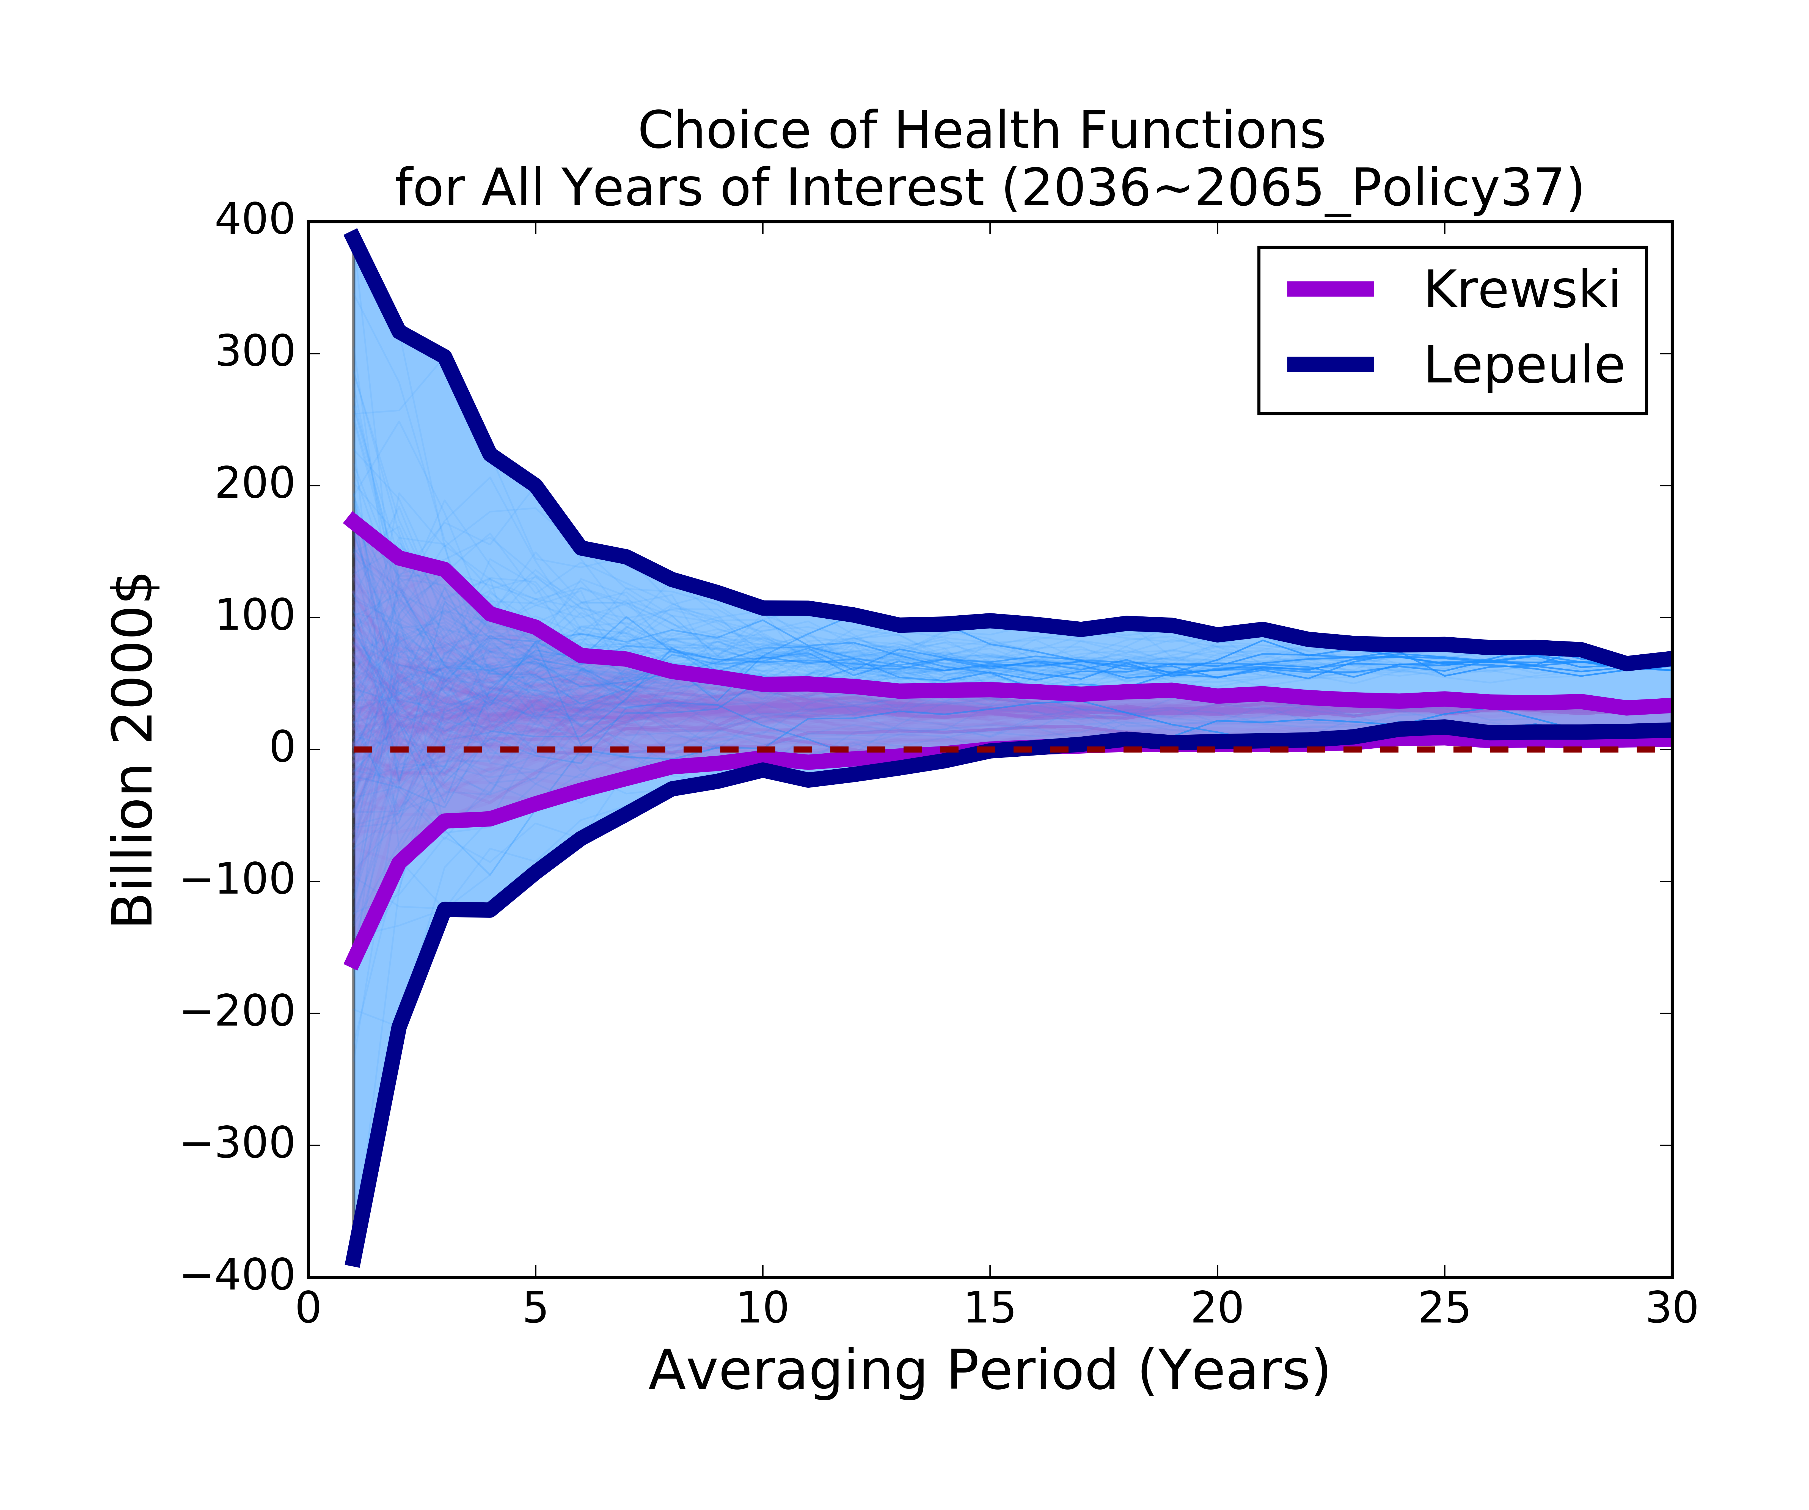 Choice of Health Functions
for All Years of Interest (2036~2065_Policy37)
Krewski
Lepeule
Billion 2000$
400
300
200
100
0
−100
−200
−300
−400
0 5 10 15 20 25 30
Averaging Period (Years)